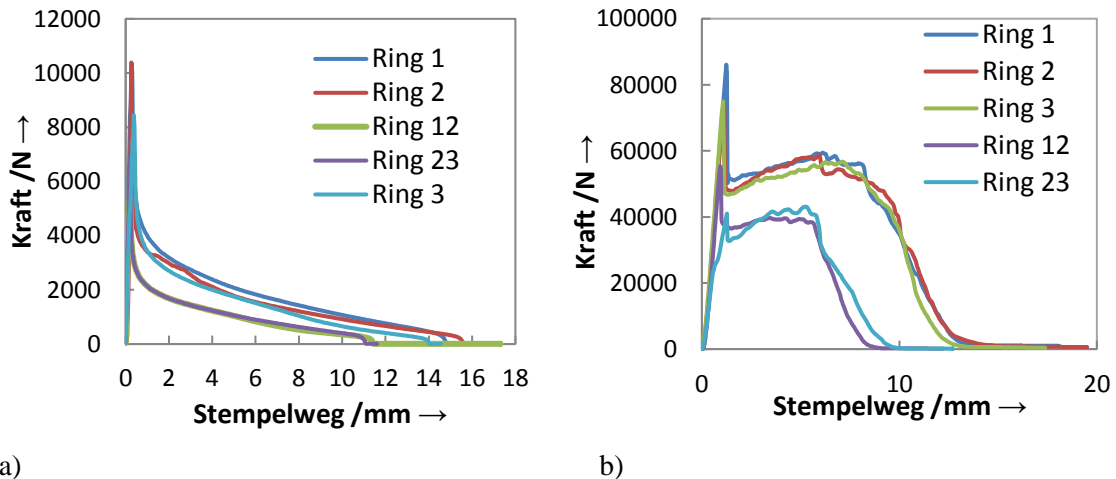 12000
10000
8000
6000
4000
2000
0
Kraft /N →
Ring 1
Ring 2
Ring 12
Ring 23
Ring 3
0 2 4 6 8 10 12 14 16 18
Stempelweg /mm →
a)
100000
80000
60000
40000
20000
0
Kraft /N →
Ring 1
Ring 2
Ring 3
Ring 12
Ring 23
0 10 20
Stempelweg /mm →
b)